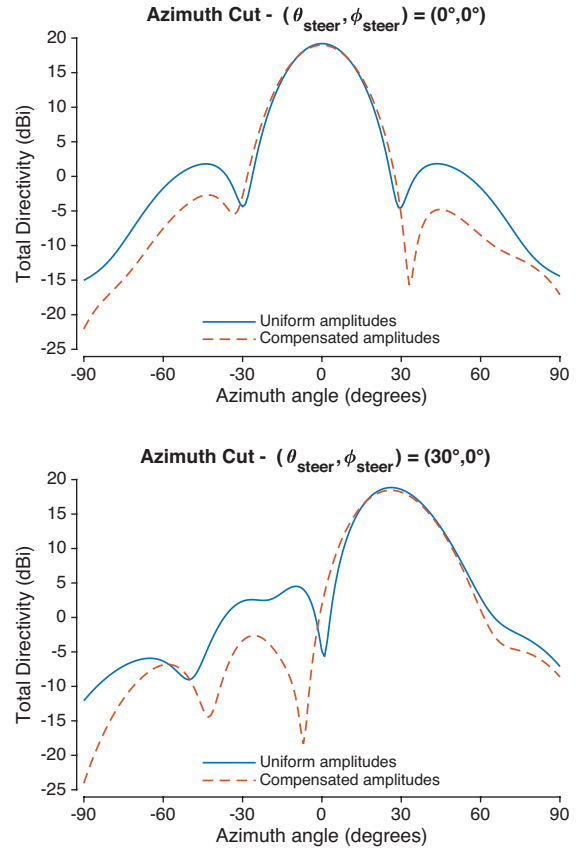 Azimuth Cut - (θsteer, ϕsteer) = (0°,0°)
20
15
10
5
0
-5
-10
-15
-20
-25
Total Directivity (dBi)
Uniform amplitudes
Compensated amplitudes
-90 -60 -30 0 30 60 90
Azimuth angle (degrees)
Azimuth Cut - (θsteer, ϕsteer) = (30°,0°)
20
15
10
5
0
-5
-10
-15
-20
-25
Total Directivity (dBi)
Uniform amplitudes
Compensated amplitudes
-90 -60 -30 0 30 60 90
Azimuth angle (degrees)